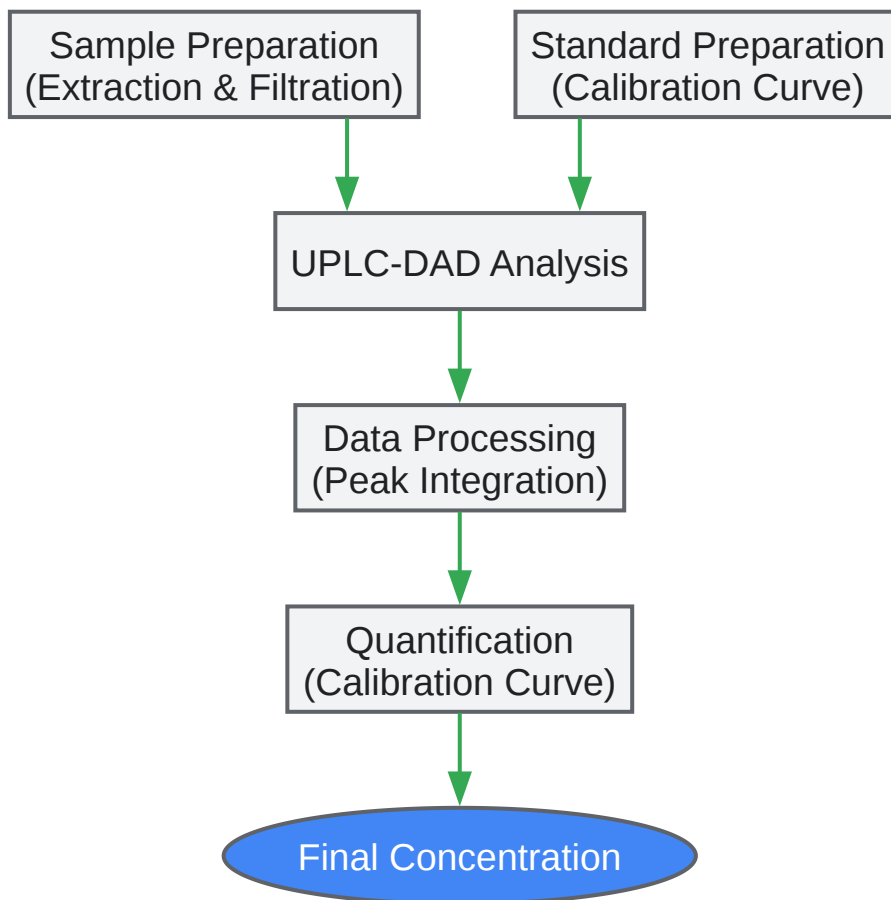 Sample Preparation
(Extraction & Filtration)
Standard Preparation
(Calibration Curve)
UPLC-DAD Analysis
Data Processing
(Peak Integration)
Quantification
(Calibration Curve)
Final Concentration